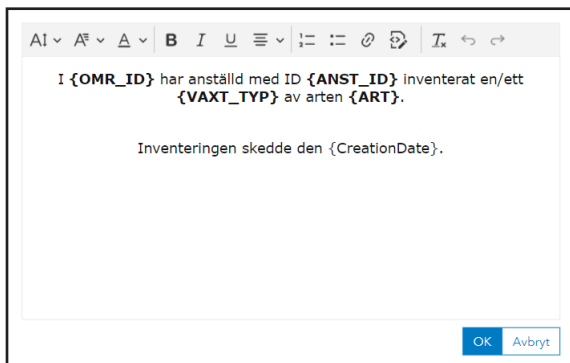 I {OMR_ID} har anställd med ID {ANST_ID} inventerat en/ett
{VAXT_TYP} av arten {ART}.
Inventeringen skedde den {CreationDate}.
OK Avbryt